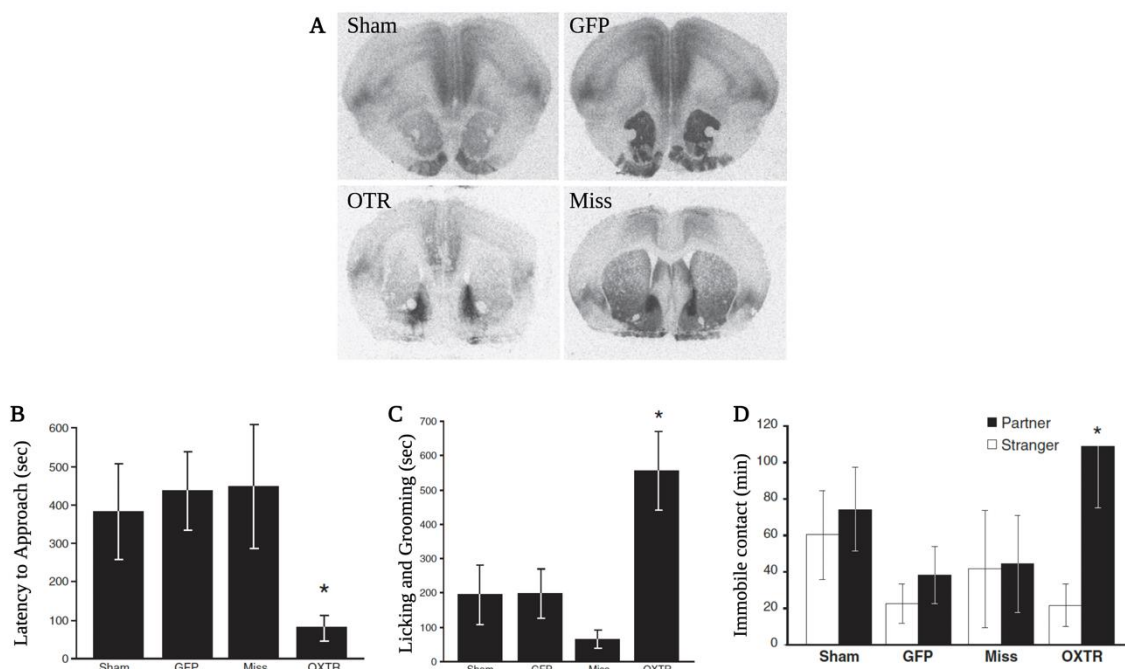 A
Sham
GFP
OTR
Miss
B
Latency to Approach (sec)
600
500
400
300
200
100
0
*
Sham GFP Miss OXTR
C
Licking and Grooming (sec)
700
600
500
400
300
200
100
0
*
Sham GFP Miss OXTR
D
Immobile contact (min)
Partner
Stranger
120
100
80
60
40
20
0
*
Sham GFP Miss OXTR